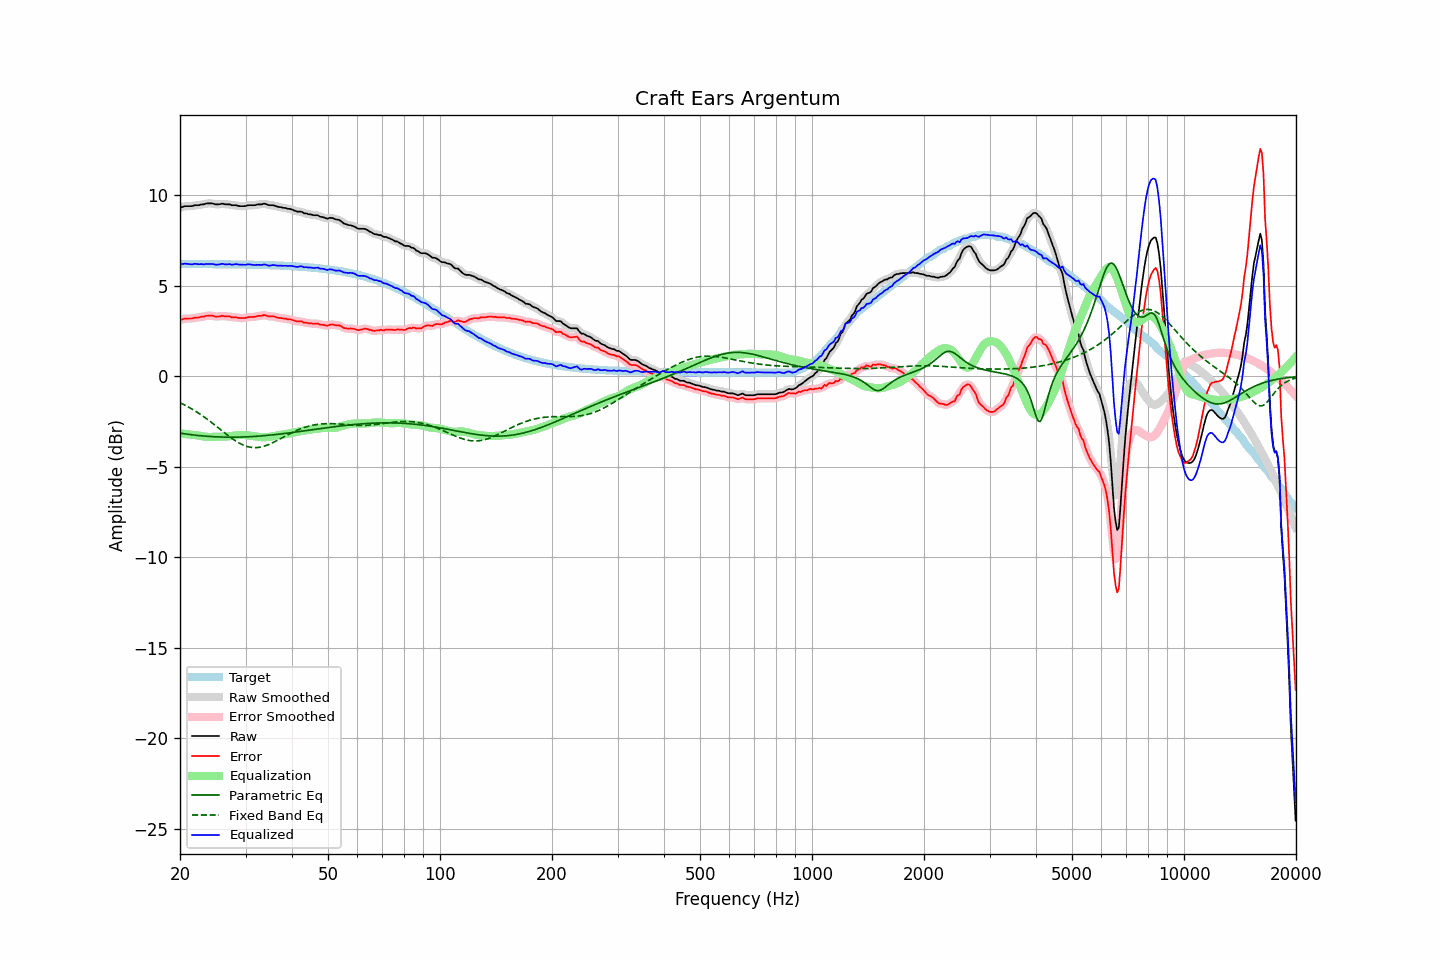 Craft Ears Argentum
Amplitude (dBr)
10
5
0
−5
−10
−15
−20
−25
Target
Raw Smoothed
Error Smoothed
Raw
Error
Equalization
Parametric Eq
Fixed Band Eq
Equalized
20 50 100 200 500 1000 2000 5000 10000 20000
Frequency (Hz)